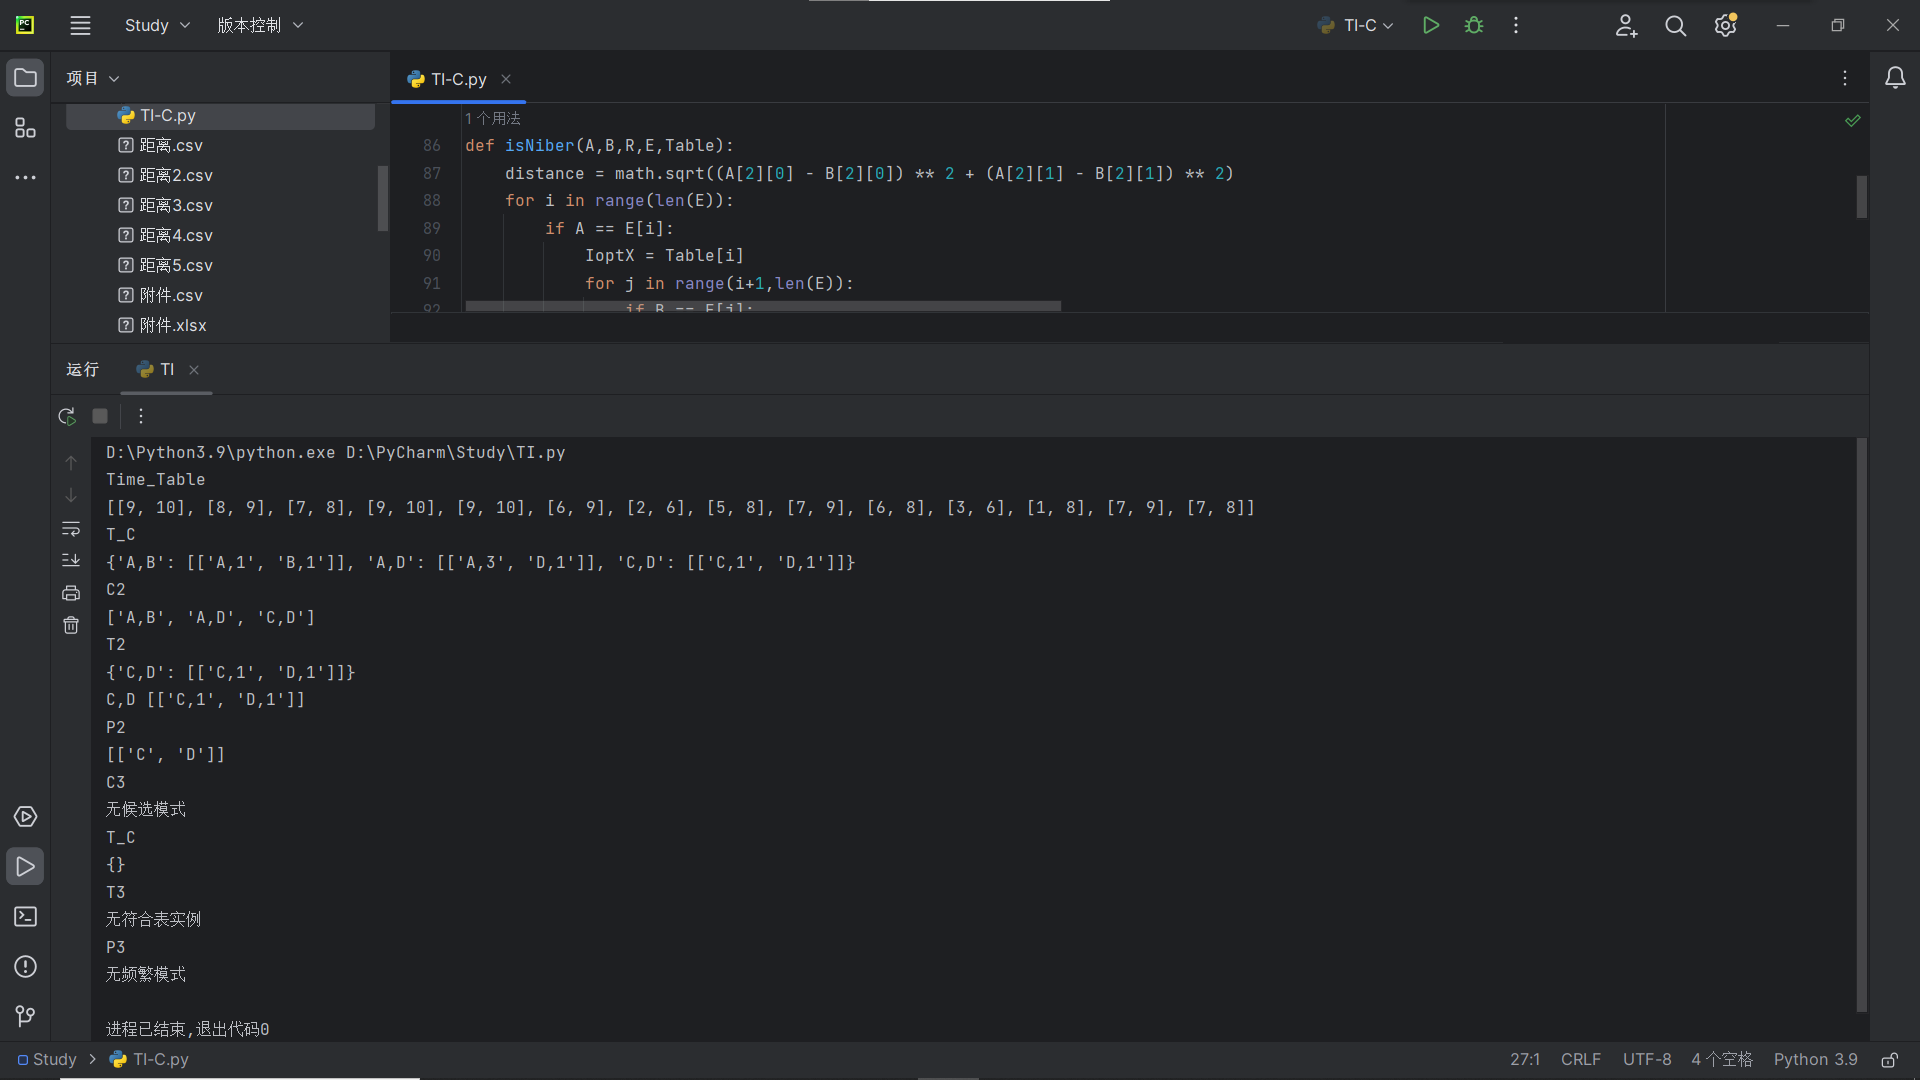 Study
版本控制
TI-C
项目
TI-C.py
距离.csv
距离2.csv
距离3.csv
距离4.csv
距离5.csv
附件.csv
附件.xlsx
TI-C.py
1 个用法
86 def isNiber(A,B,R,E,Table):
87 distance = math.sqrt((A[2][0] - B[2][0]) ** 2 + (A[2][1] - B[2][1]) ** 2)
88 for i in range(len(E)):
89 if A == E[i]:
90 IoptX = Table[i]
91 for j in range(i+1,len(E)):
92 if B == E[j]:
运行
TI
D:\Python3.9\python.exe D:\PyCharm\Study\TI.py
Time_Table
[[9, 10], [8, 9], [7, 8], [9, 10], [9, 10], [6, 9], [2, 6], [5, 8], [7, 9], [6, 8], [3, 6], [1, 8], [7, 9], [7, 8]]
T_C
{'A,B': [['A,1', 'B,1']], 'A,D': [['A,3', 'D,1']], 'C,D': [['C,1', 'D,1']]}
C2
['A,B', 'A,D', 'C,D']
T2
{'C,D': [['C,1', 'D,1']]}
C,D [['C,1', 'D,1']]
P2
[['C', 'D']]
C3
无候选模式
T_C
{}
T3
无符合表实例
P3
无频繁模式
进程已结束,退出代码0
Study
TI-C.py
27:1
CRLF
UTF-8
4 个空格
Python 3.9